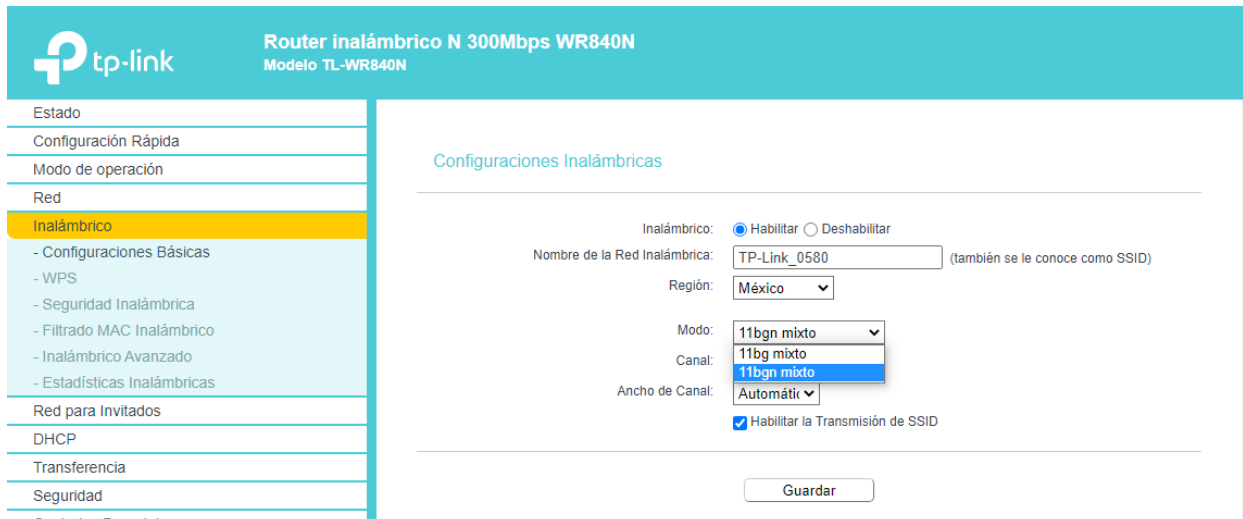 tp-link
Router inalámbrico N 300Mbps WR840N
Modelo TL-WR840N
Estado
Configuración Rápida
Modo de operación
Red
Inalámbrico
- Configuraciones Básicas
- WPS
- Seguridad Inalámbrica
- Filtrado MAC Inalámbrico
- Inalámbrico Avanzado
- Estadísticas Inalámbricas
Red para Invitados
DHCP
Transferencia
Seguridad
Configuraciones Inalámbricas
Inalámbrico: Habilitar Deshabilitar
Nombre de la Red Inalámbrica: TP-Link_0580 (también se le conoce como SSID)
Región: México
Modo: 11bgn mixto
11bg mixto
Canal: 11bgn mixto
Ancho de Canal: Automátic
Habilitar la Transmisión de SSID
Guardar